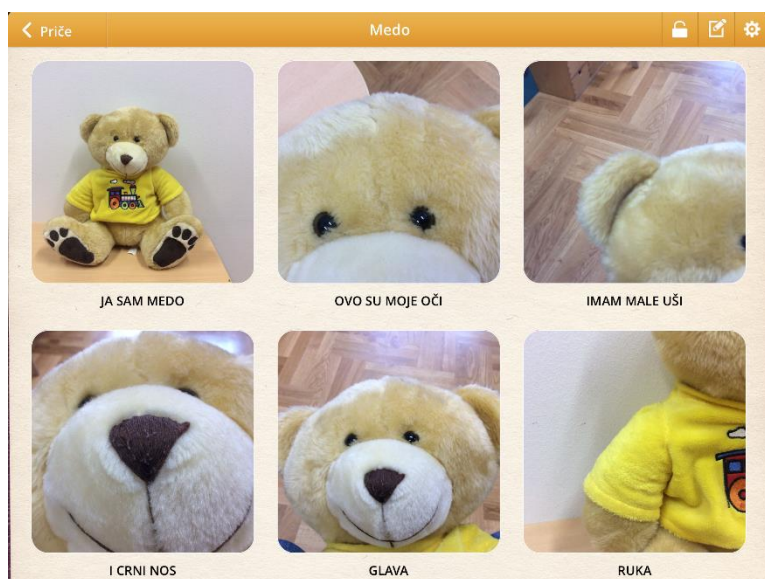 Priče
Medo
JA SAM MEDO
OVO SU MOJE OČI
IMAM MALE UŠI
I CRNI NOS
GLAVA
RUKA